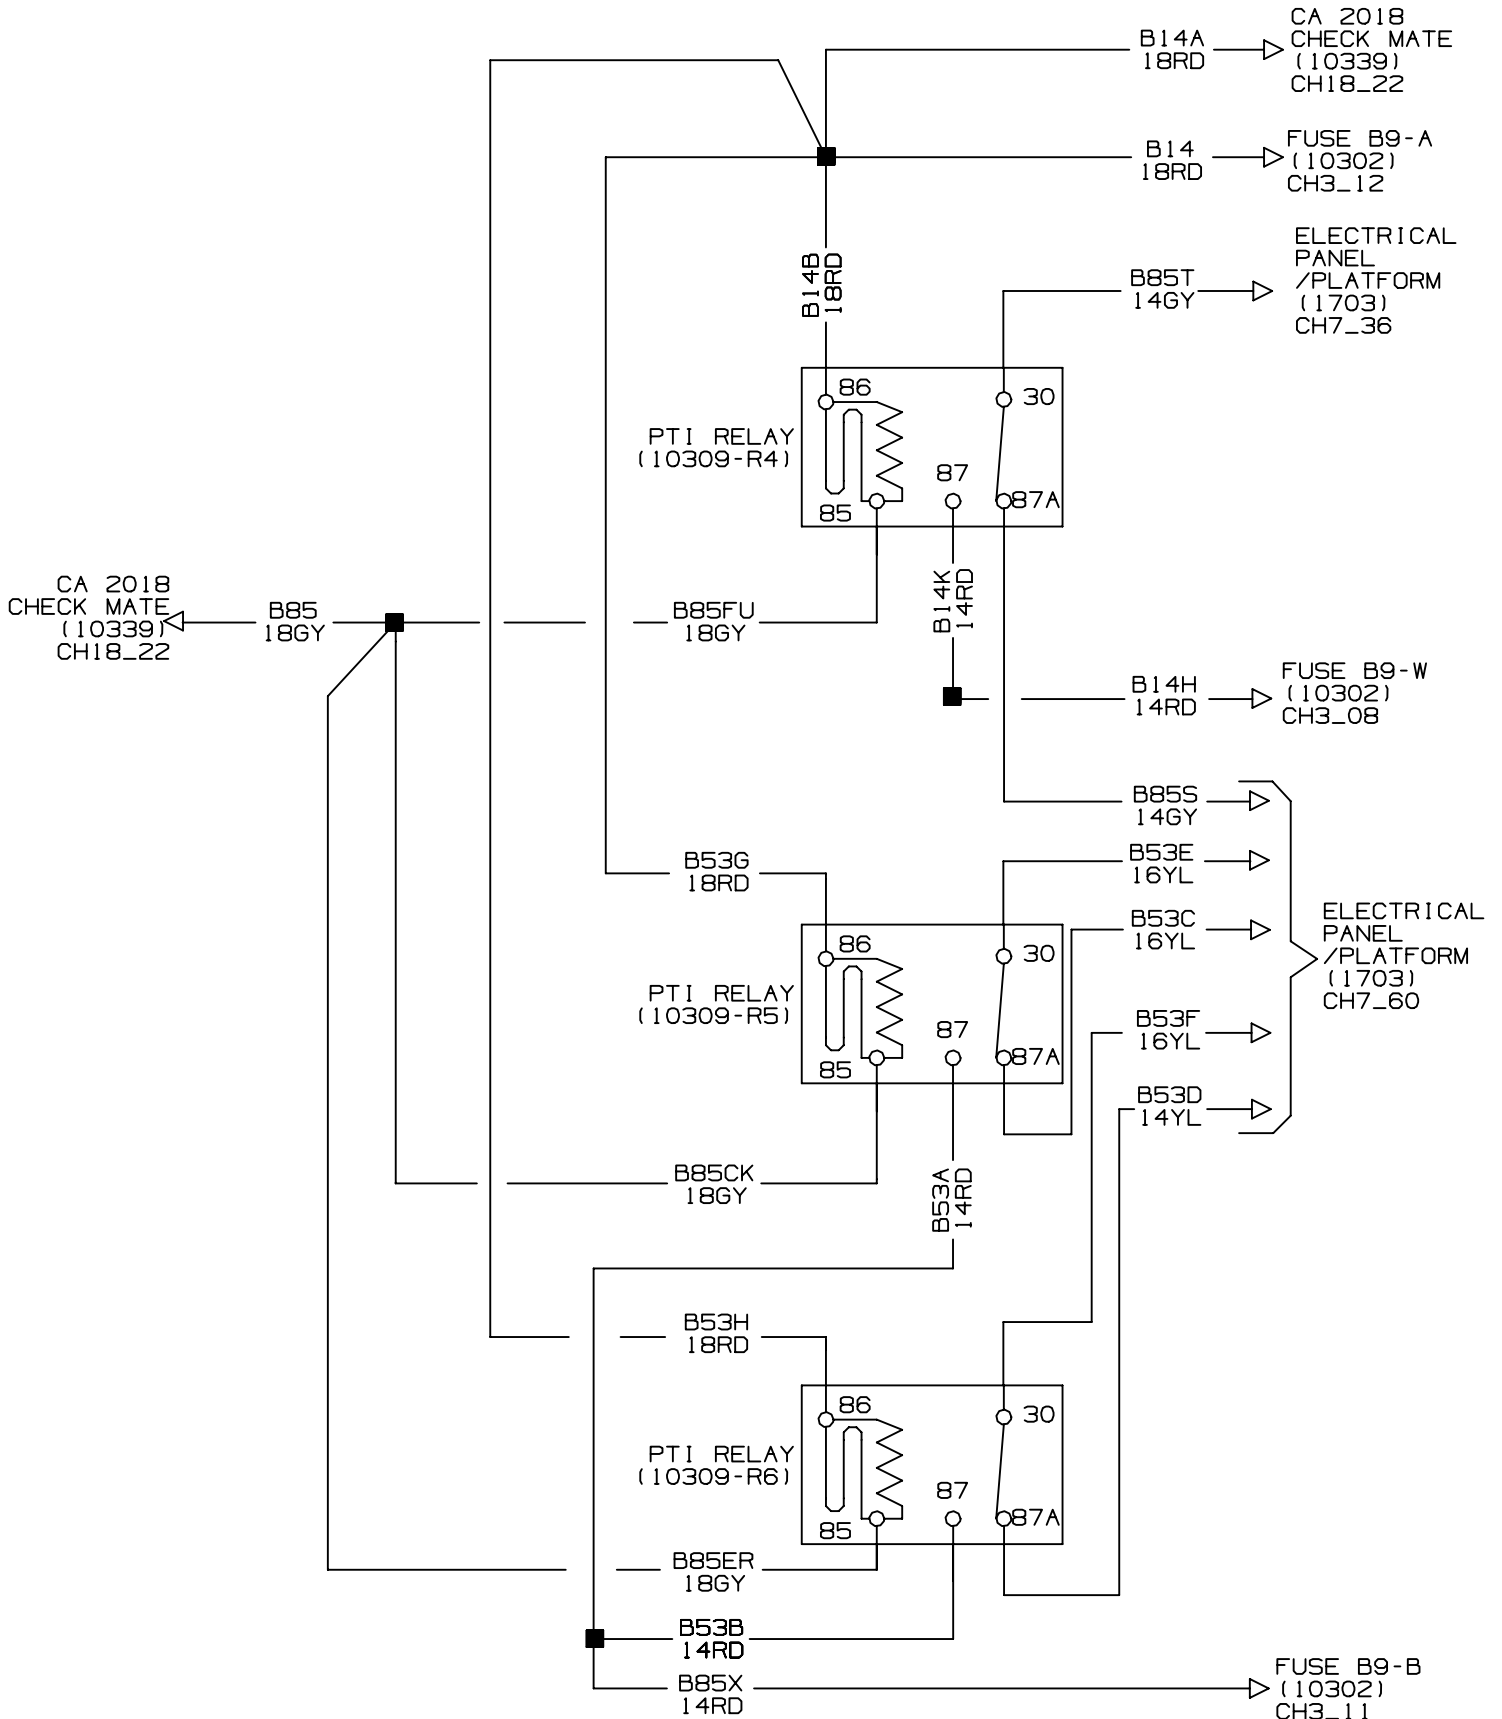 CA 2018
CHECK MATE
(10339)
CH18_22
B14A
18RD
FUSE B9-A
(10302)
CH3_12
B14
18RD
ELECTRICAL
PANEL
/PLATFORM
(1703)
CH7_36
B14B
18RD
B85T
14GY
86
30
PTI RELAY
(10309-R4)
87
85
87A
CA 2018
CHECK MATE
(10339)
CH18_22
B85
18GY
B85FU
18GY
B14K
14RD
B14H
14RD
FUSE B9-W
(10302)
CH3_08
B85S
14GY
B53G
18RD
B53E
16YL
B53C
16YL
ELECTRICAL
PANEL
/PLATFORM
(1703)
CH7_60
86
30
PTI RELAY
(10309-R5)
87
85
87A
B53F
16YL
B53D
14YL
B85CK
18GY
B53A
14RD
B53H
18RD
86
30
PTI RELAY
(10309-R6)
87
85
87A
B85ER
18GY
B53B
14RD
B85X
14RD
FUSE B9-B
(10302)
CH3_11